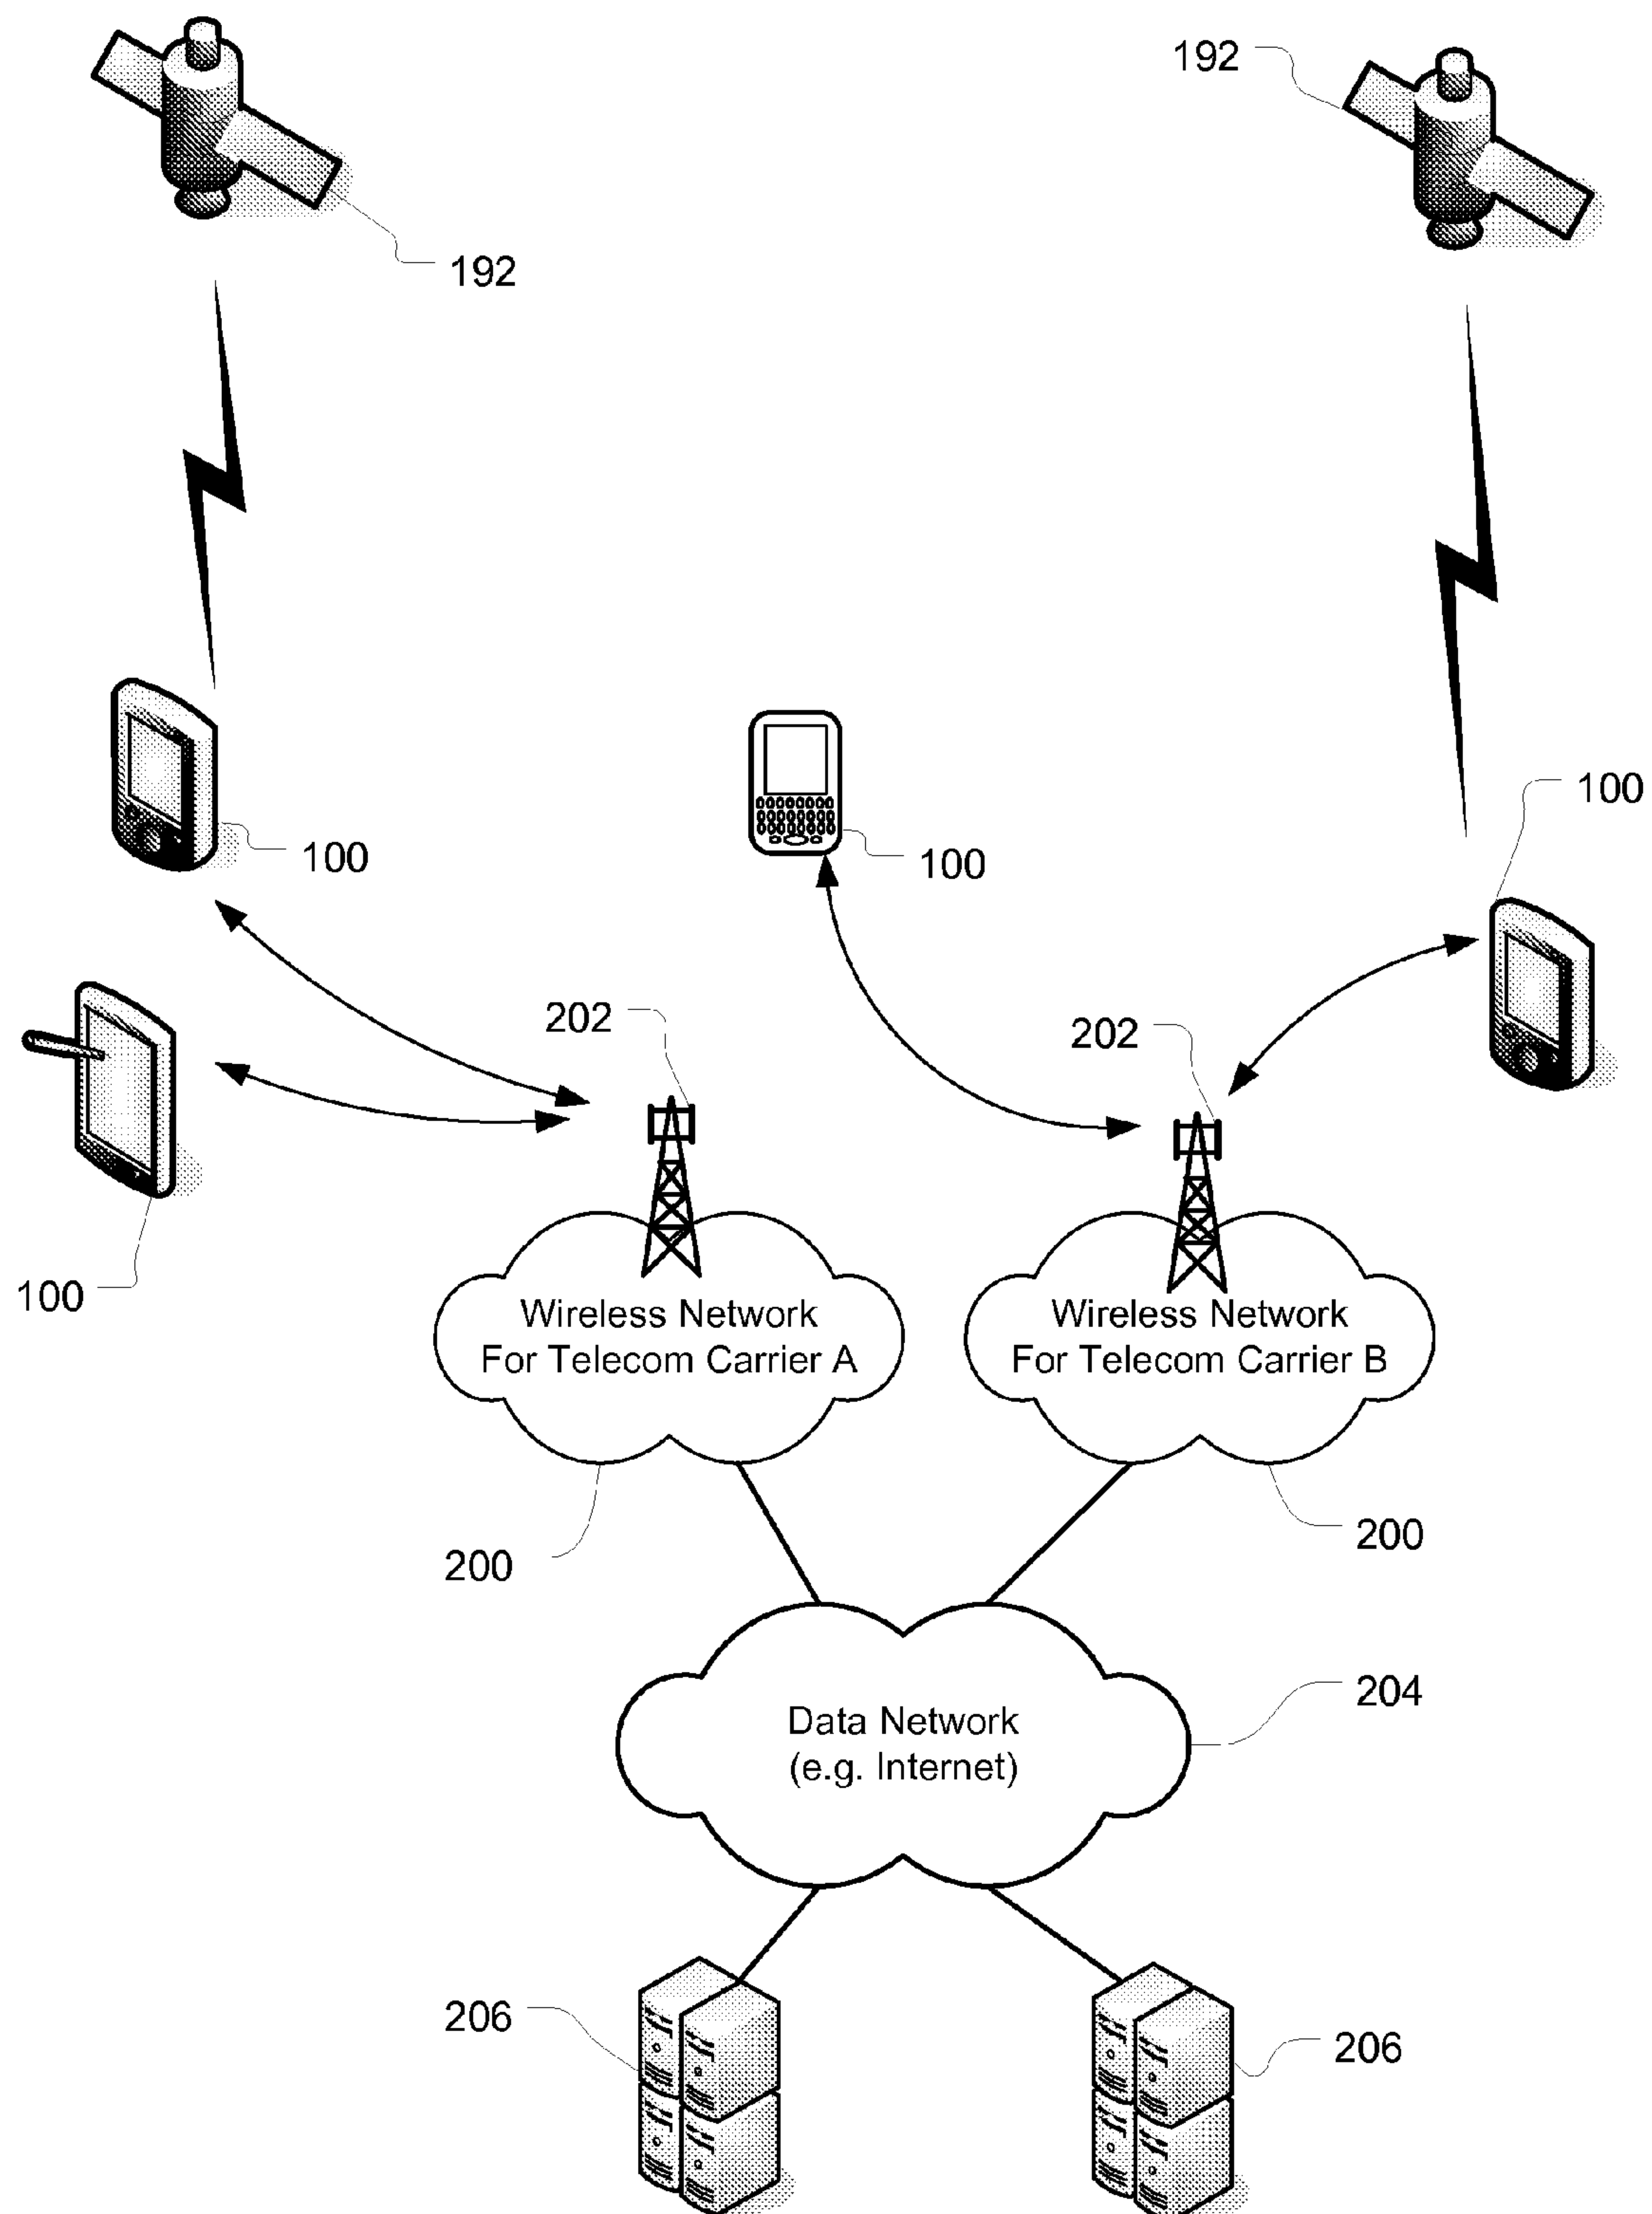 192
192
100
100
100
202
202
100
Wireless Network
For Telecom Carrier A
Wireless Network
For Telecom Carrier B
200
200
204
Data Network
(e.g. Internet)
206
206